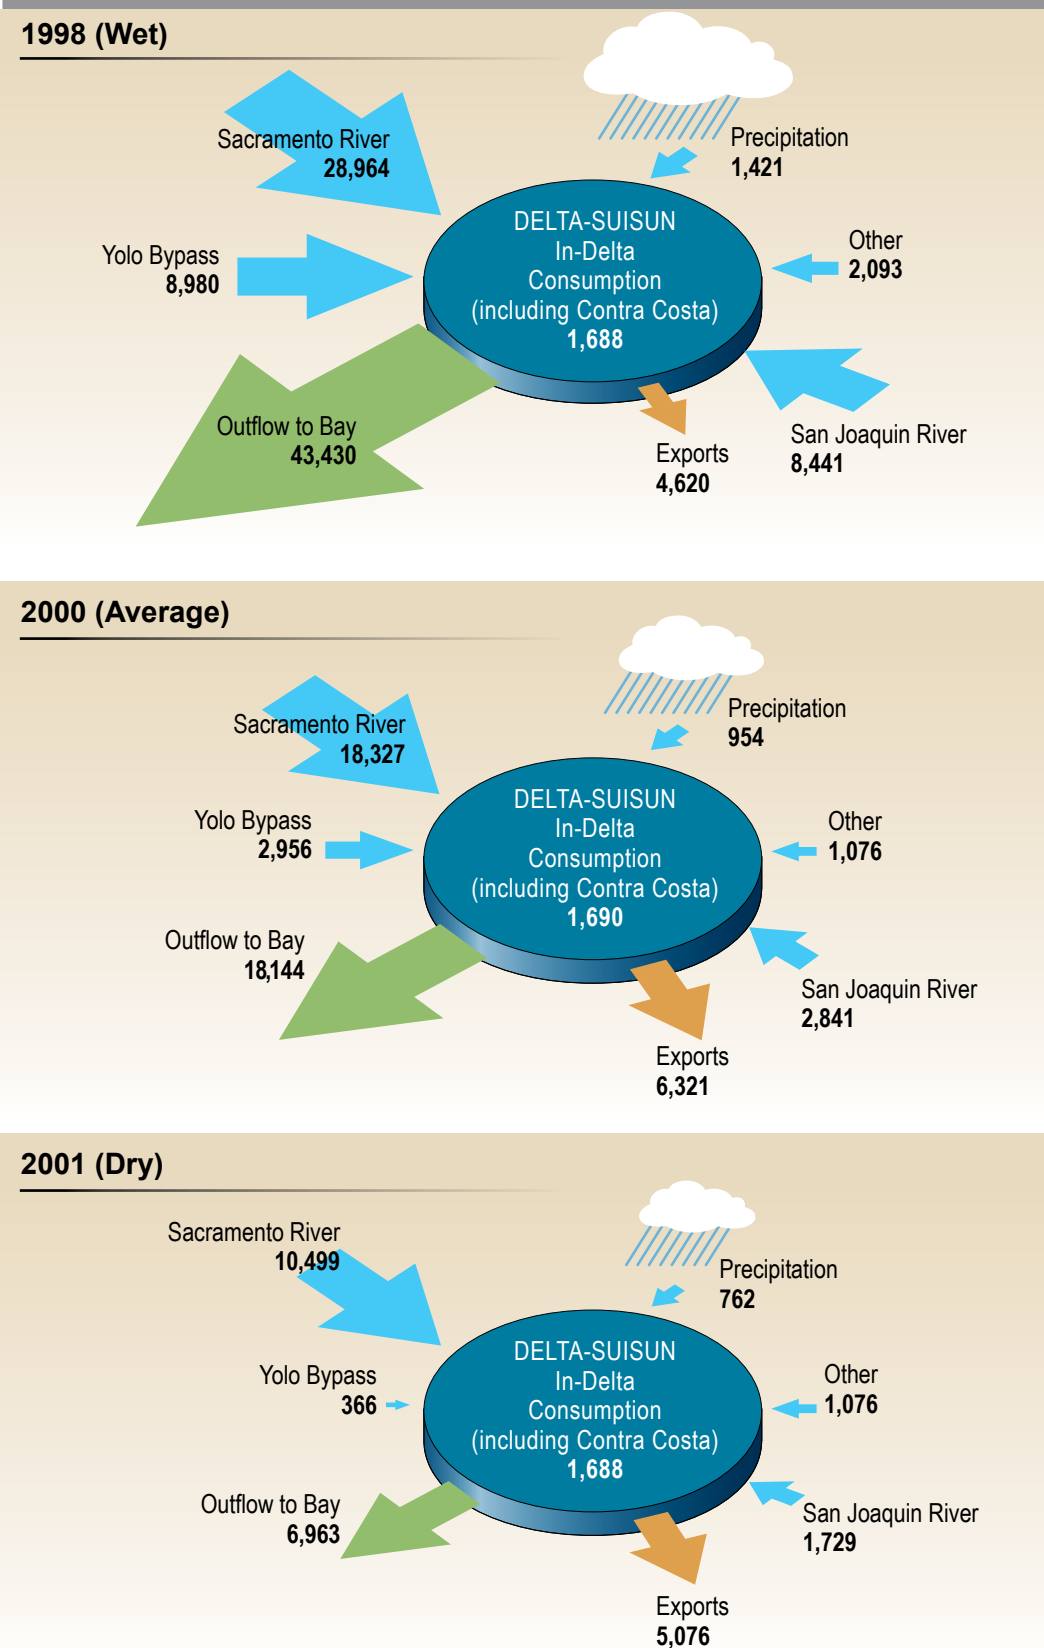 1998 (Wet)
Sacramento River
28,964
Precipitation
1,421
Yolo Bypass
8,980
DELTA-SUISUN
In-Delta
Consumption
(including Contra Costa)
1,688
Other
2,093
Outflow to Bay
43,430
Exports
4,620
San Joaquin River
8,441
2000 (Average)
Sacramento River
18,327
Precipitation
954
Yolo Bypass
2,956
DELTA-SUISUN
In-Delta
Consumption
(including Contra Costa)
1,690
Other
1,076
Outflow to Bay
18,144
San Joaquin River
2,841
Exports
6,321
2001 (Dry)
Sacramento River
10,499
Precipitation
762
Yolo Bypass
366
DELTA-SUISUN
In-Delta
Consumption
(including Contra Costa)
1,688
Other
1,076
Outflow to Bay
6,963
San Joaquin River
1,729
Exports
5,076